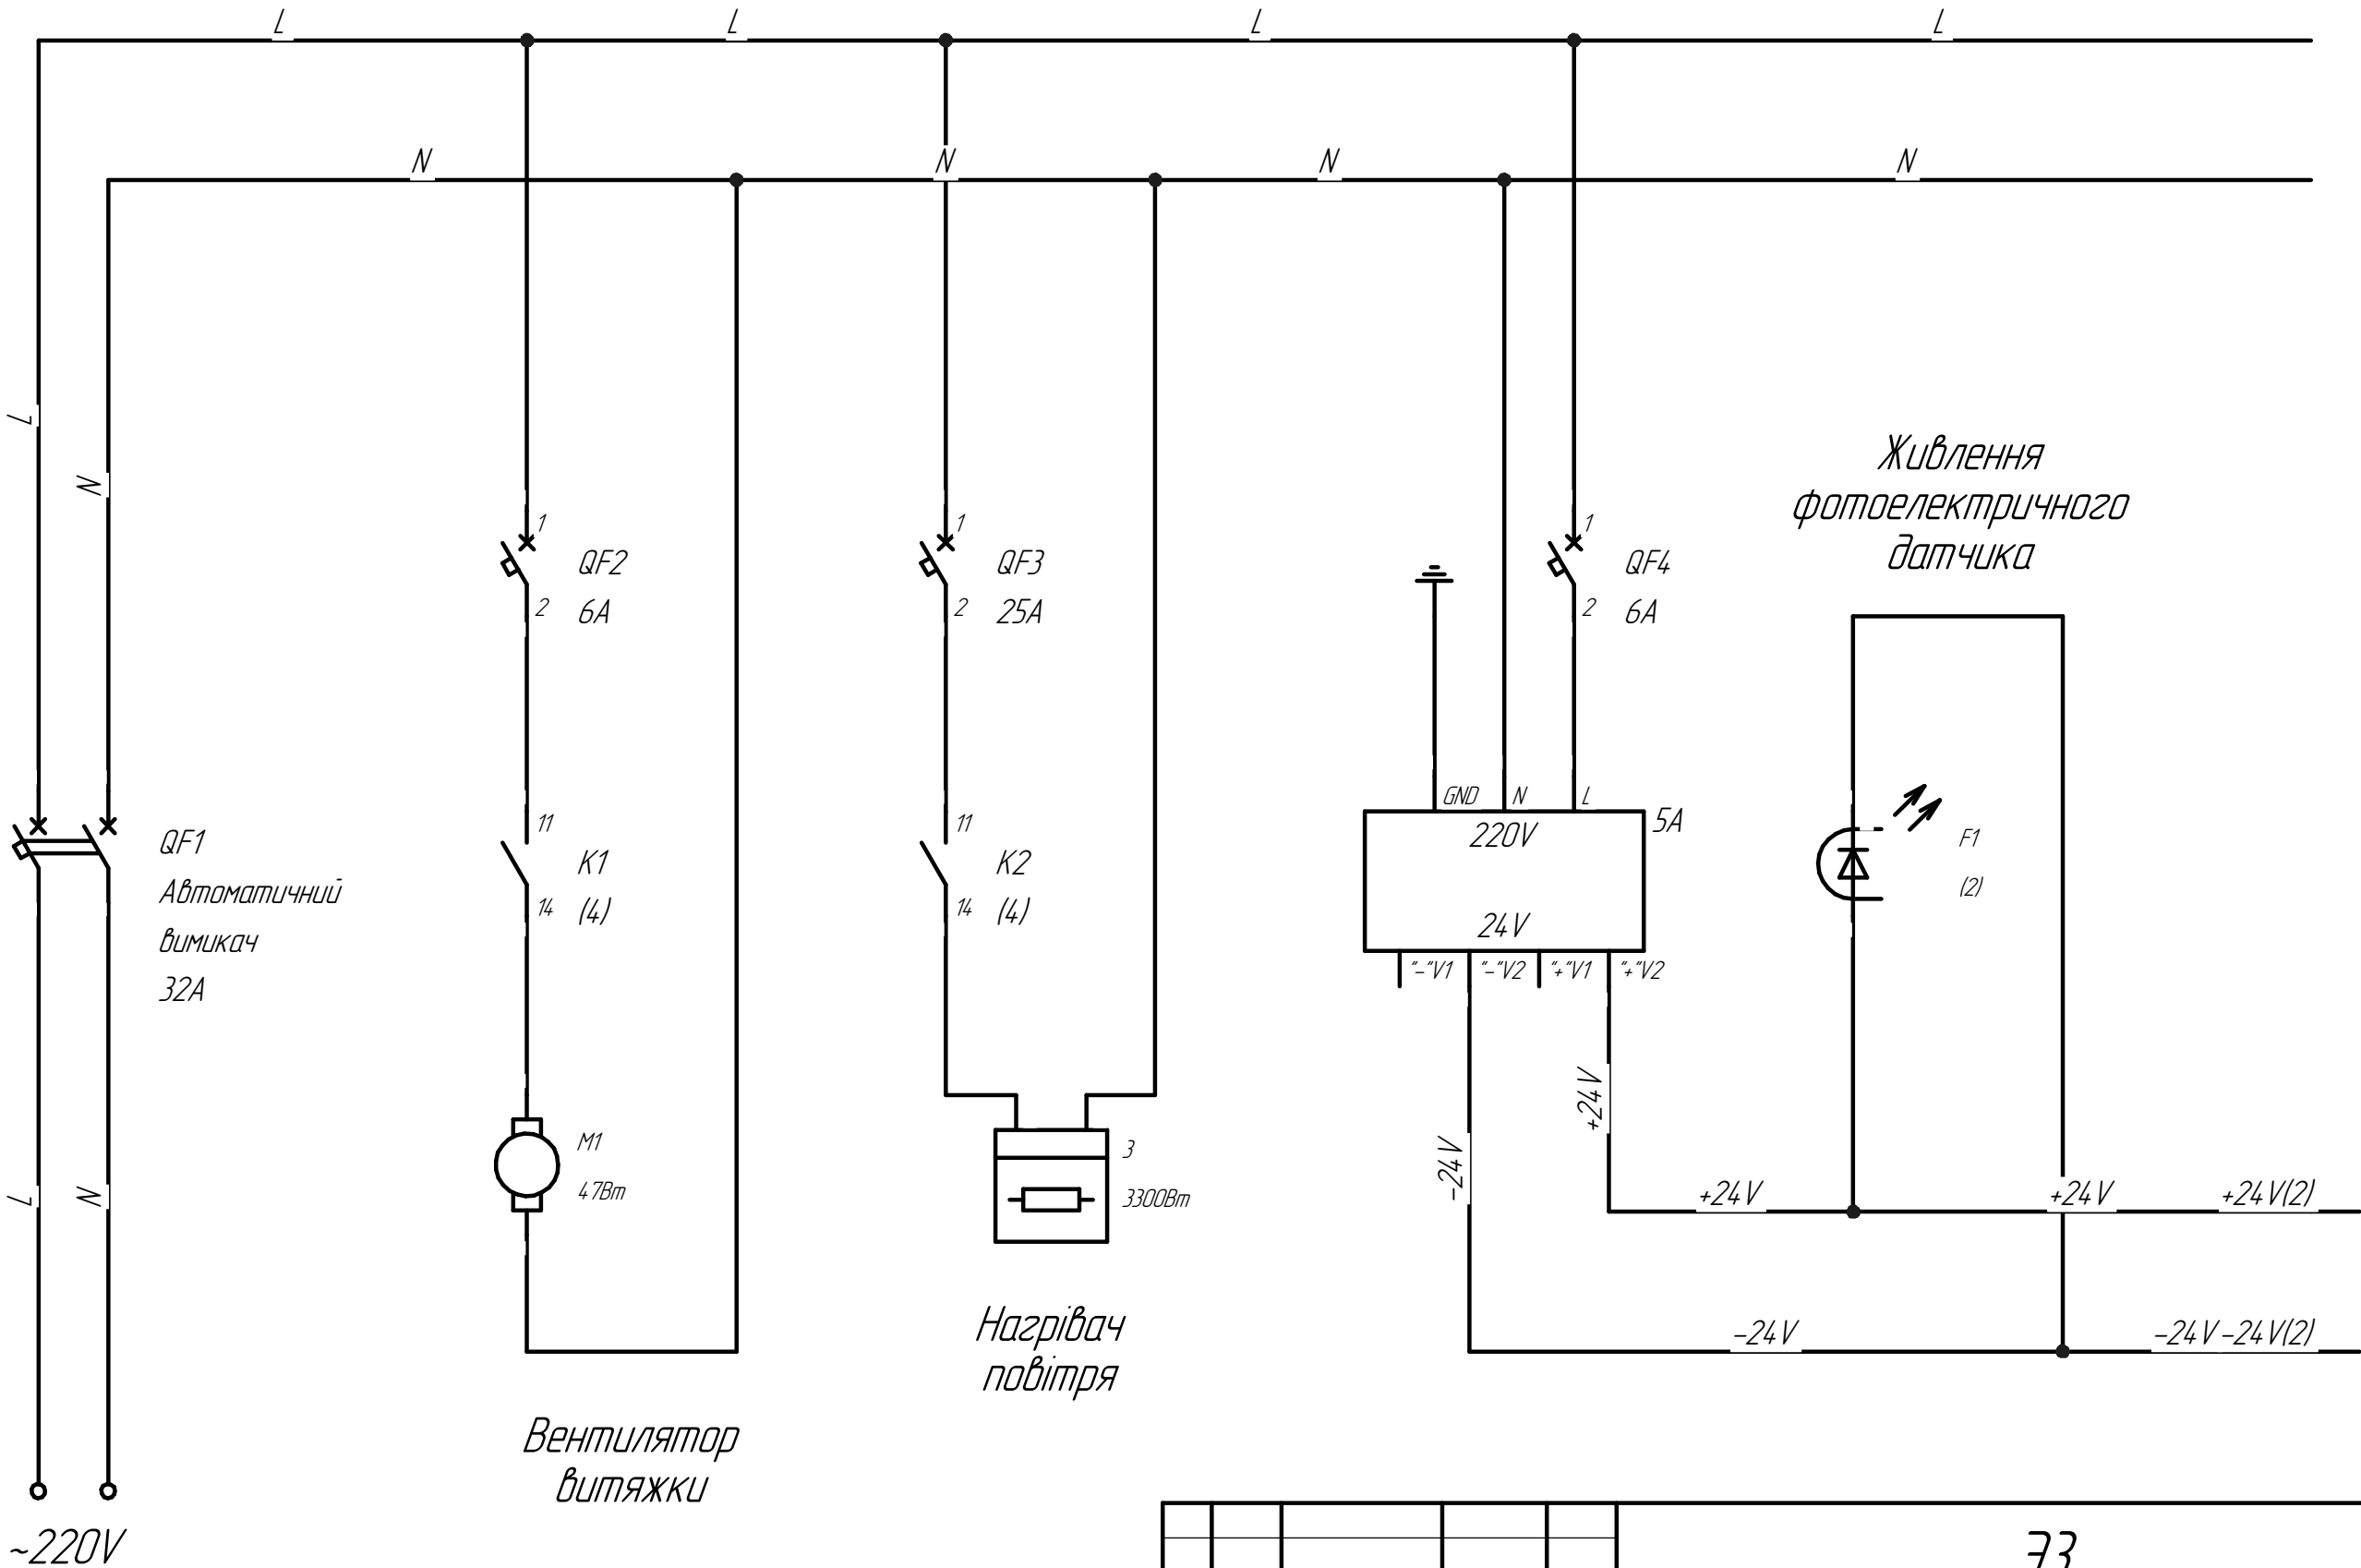 L
L
L
L
N
N
N
N
L
N
1
QF2
2
6A
1
QF3
2
25A
1
QF4
2
6A
Живлення
фотоелектричного
датчика
GND
N
L
220V
5A
24V
"-"V1
"-"V2
"+"V1
"+"V2
QF1
Автоматичний
вимикач
32A
11
K1
14
(4)
11
K2
14
(4)
F1
(2)
M1
47Вт
3
3300Вт
+24V
-24V
L
N
+24V
+24V
+24V(2)
-24V
-24V
-24V(2)
Нагрівач
повітря
Вентилятор
витяжки
~220V